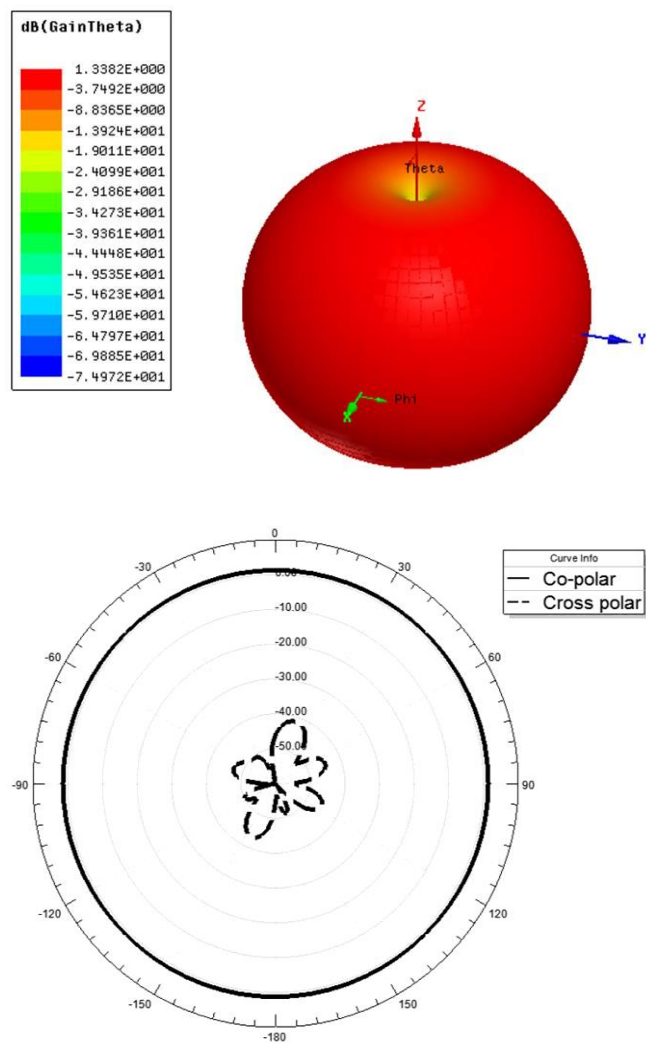 dB(GainTheta)
1.3382E+000
-3.7492E+000
-8.8365E+000
-1.3924E+001
-1.9011E+001
-2.4099E+001
-2.9186E+001
-3.4273E+001
-3.9361E+001
-4.4448E+001
-4.9535E+001
-5.4623E+001
-5.9710E+001
-6.4797E+001
-6.9885E+001
-7.4972E+001
Z
Theta
Y
Phi
X
0
-30
30
0.00
Curve Info
Co-polar
Cross polar
-10.00
-20.00
-60
60
-30.00
-40.00
-50.00
-90
90
-120
120
-150
150
-180